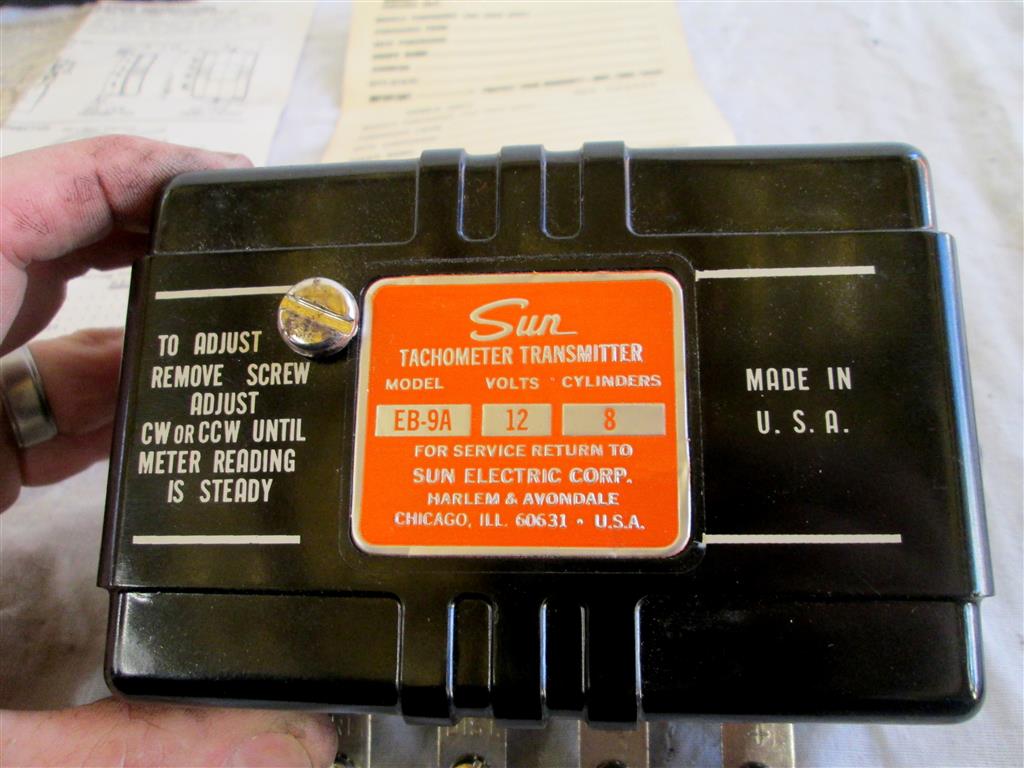 TO ADJUST
REMOVE SCREW
ADJUST
CW OR CCW UNTIL
METER READING
IS STEADY
Sun
TACHOMETER TRANSMITTER
MODEL VOLTS CYLINDERS
EB-9A 12 8
FOR SERVICE RETURN TO
SUN ELECTRIC CORP.
HARLEM & AVONDALE
CHICAGO, ILL. 60631 • U.S.A.
MADE IN
U. S. A.